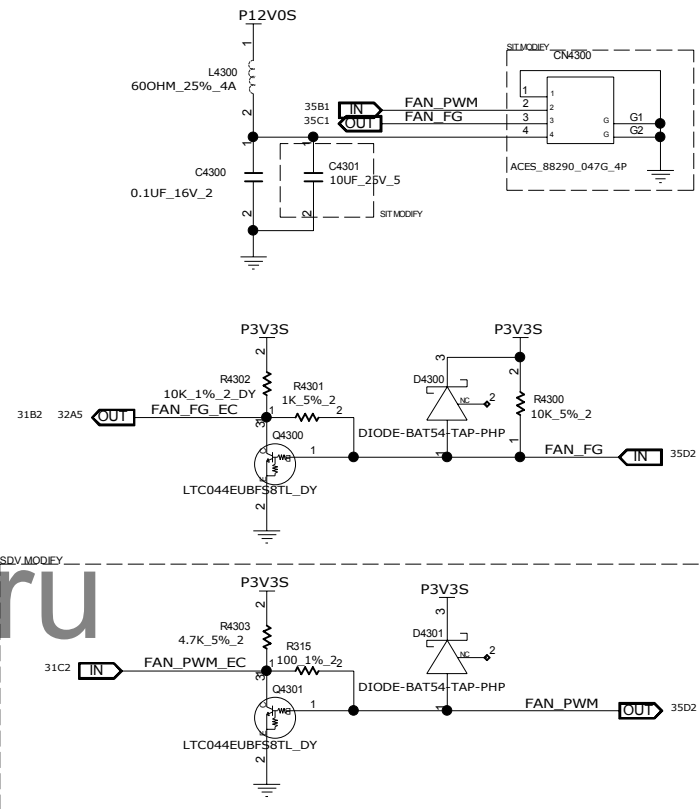 P12V0S
1
L4300
60OHM_25%_4A
2
SIT MODIFY
CN4300
35B1 IN FAN_PWM
35C1 OUT FAN_FG
1 1
2 2
3 3 G G1
4 4 G G2
ACES_88290_047G_4P
1 1
C4300 C4301
0.1UF_16V_2 10UF_25V_5
2 2
SIT MODIFY
P3V3S P3V3S
2
R4302
10K_1%_2_DY
R4301
1K_5%_2
3
D4300
NC 2
2
R4300
10K_5%_2
1
31B2 32A5 OUT FAN_FG_EC 1 2
3
C
Q4300
B 1
E
2
LTC044EUBFS8TL_DY
DIODE-BAT54-TAP-PHP
1
FAN_FG IN 35D2
SDV MODIFY
ru
P3V3S P3V3S
2
R4303
4.7K_5%_2
R315
100_1%_2
3
D4301
NC 2
31C2 IN FAN_PWM_EC 1 2
3
C
Q4301
B 1
E
2
LTC044EUBFS8TL_DY
DIODE-BAT54-TAP-PHP
1
FAN_PWM OUT 35D2